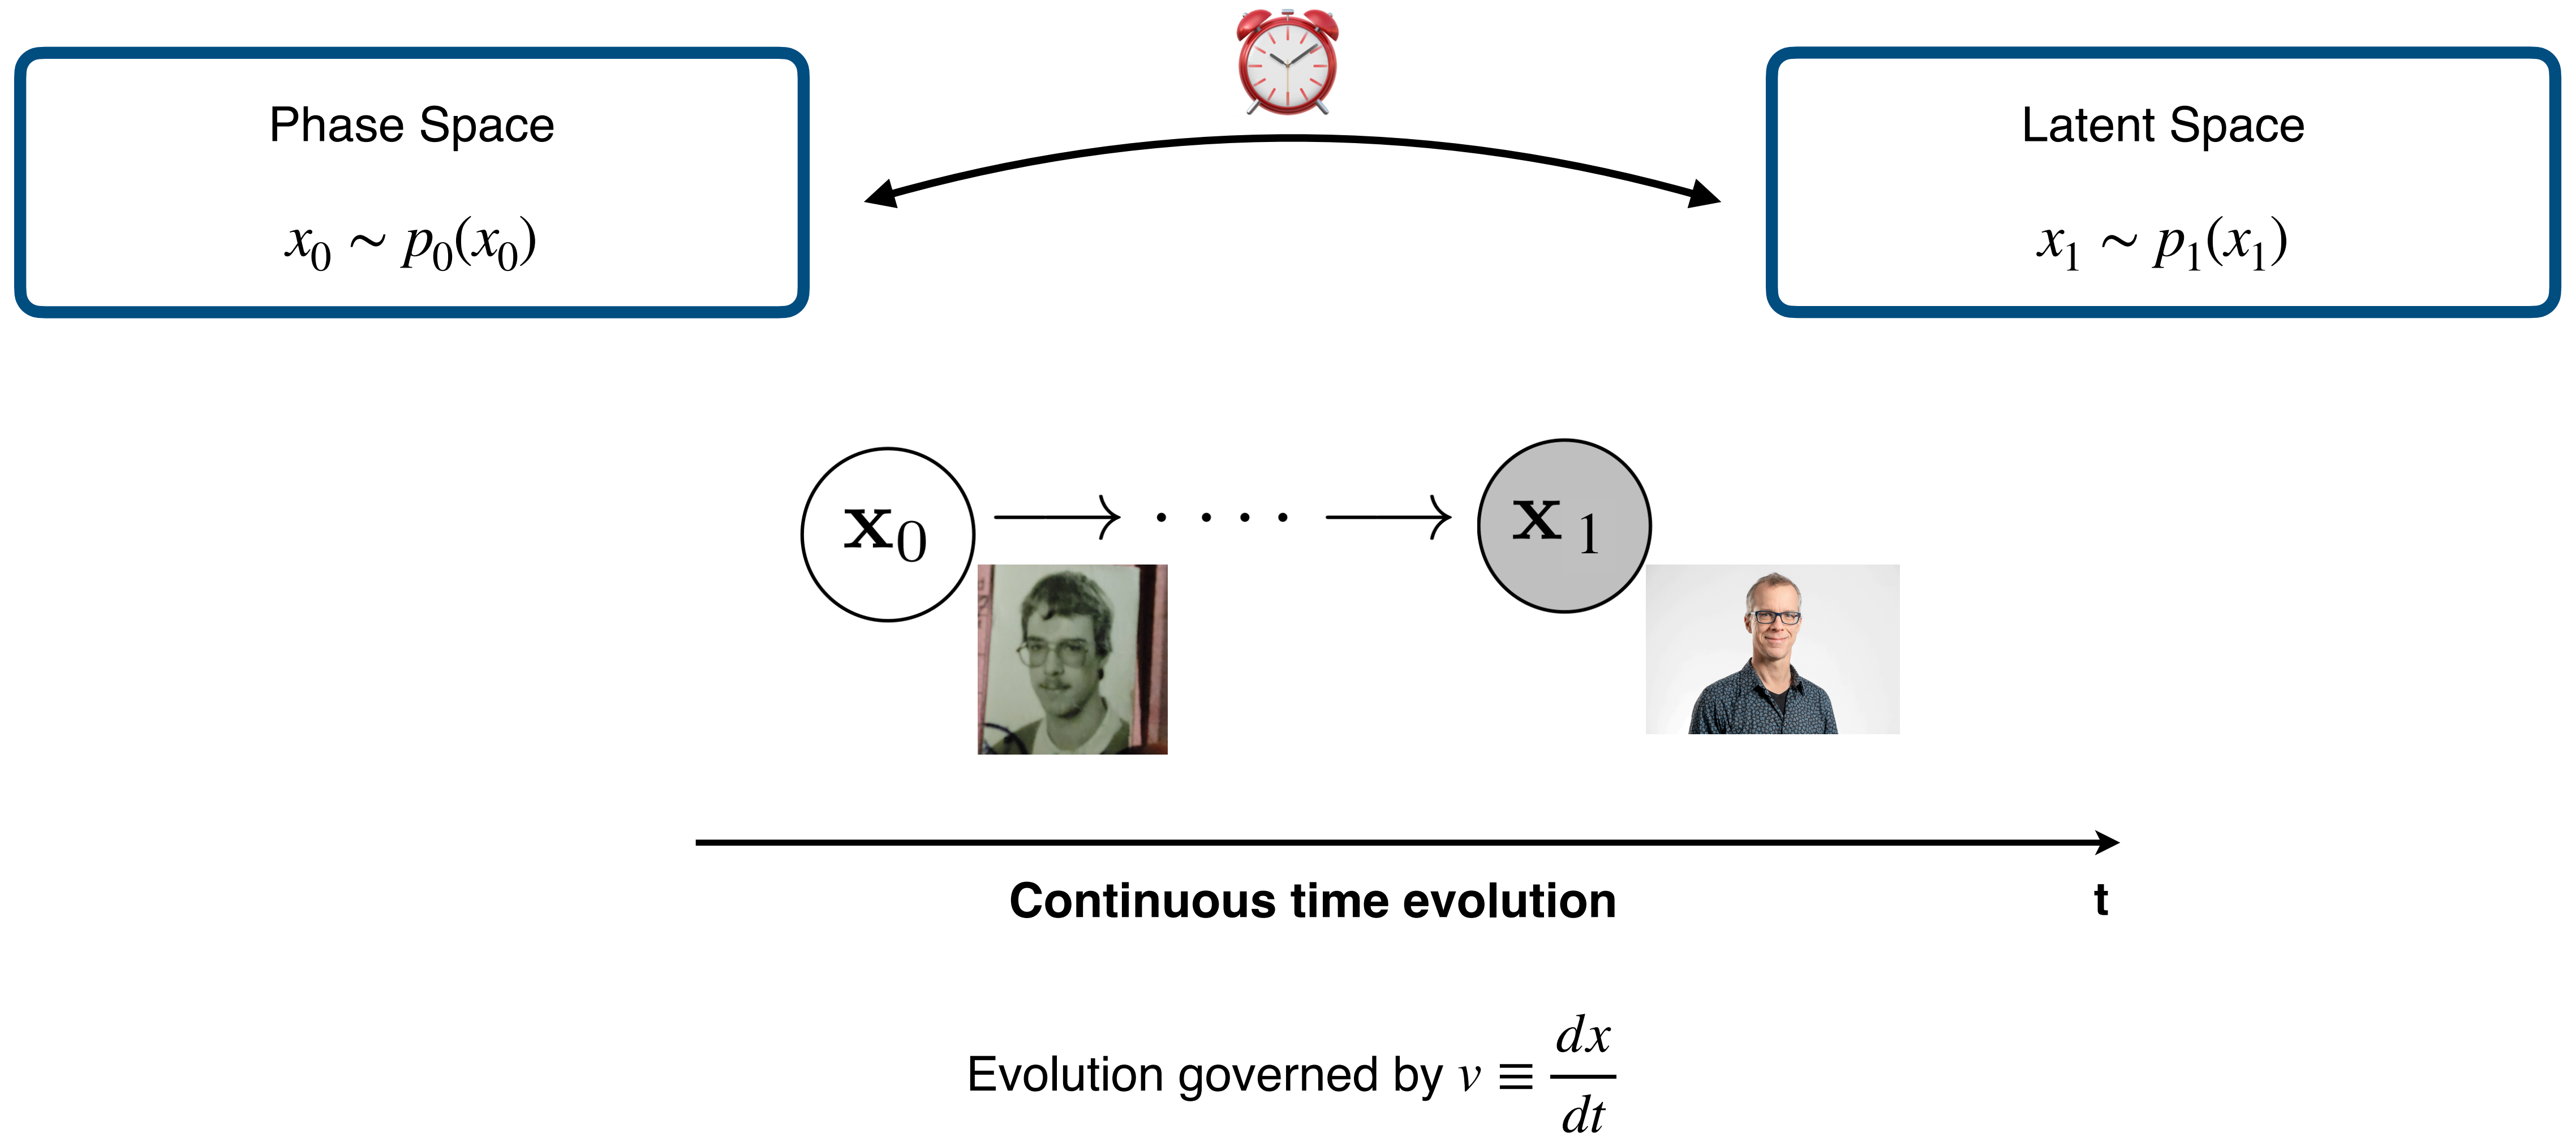 Phase Space
x₀ ∼ p₀(x₀)
Latent Space
x₁ ∼ p₁(x₁)
x₀ → · · · · → x₁
Continuous time evolution
t
Evolution governed by v ≡ dx/dt